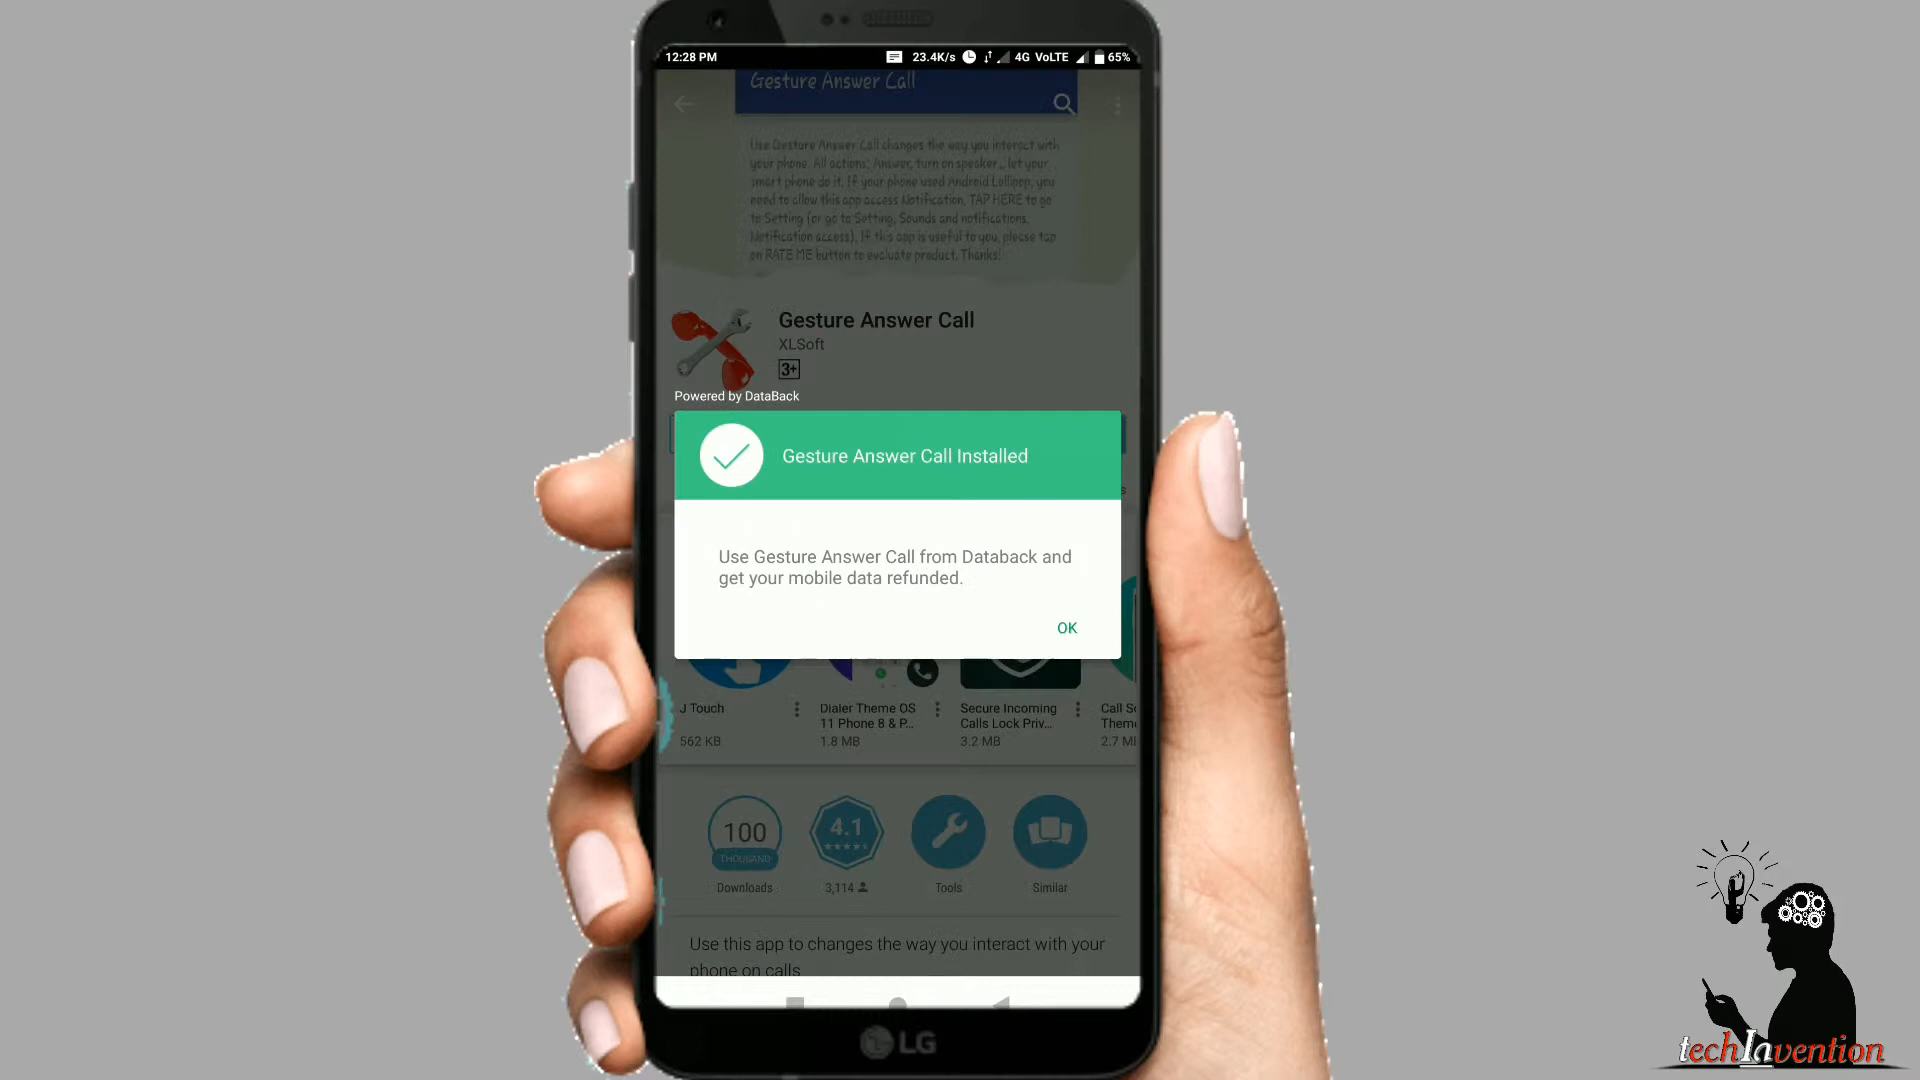 12:28 PM 23.4K/s 4G VoLTE 65%
Gesture Answer Call
Use Gesture Answer Call changes the way you interact with
your phone. All actions: Answer, turn on speaker,.. let your
smart phone do it. If your phone used Android Lollipop, you
need to allow this app access Notification, TAP HERE to go
to Setting (or go to Setting, Sounds and notifications,
Notification access). If this app is useful to you, please tap
on RATE ME button to evaluate product. Thanks!
Gesture Answer Call
XLSoft
3+
Powered by DataBack
Gesture Answer Call Installed
s
Use Gesture Answer Call from Databack and
get your mobile data refunded.
OK
J Touch Dialer Theme OS Secure Incoming Call Sc
11 Phone 8 & P... Calls Lock Priv... Theme
562 KB 1.8 MB 3.2 MB 2.7 MB
100 4.1
THOUSAND
Downloads 3,114 Tools Similar
Use this app to changes the way you interact with your
phone on calls
LG
techInvention